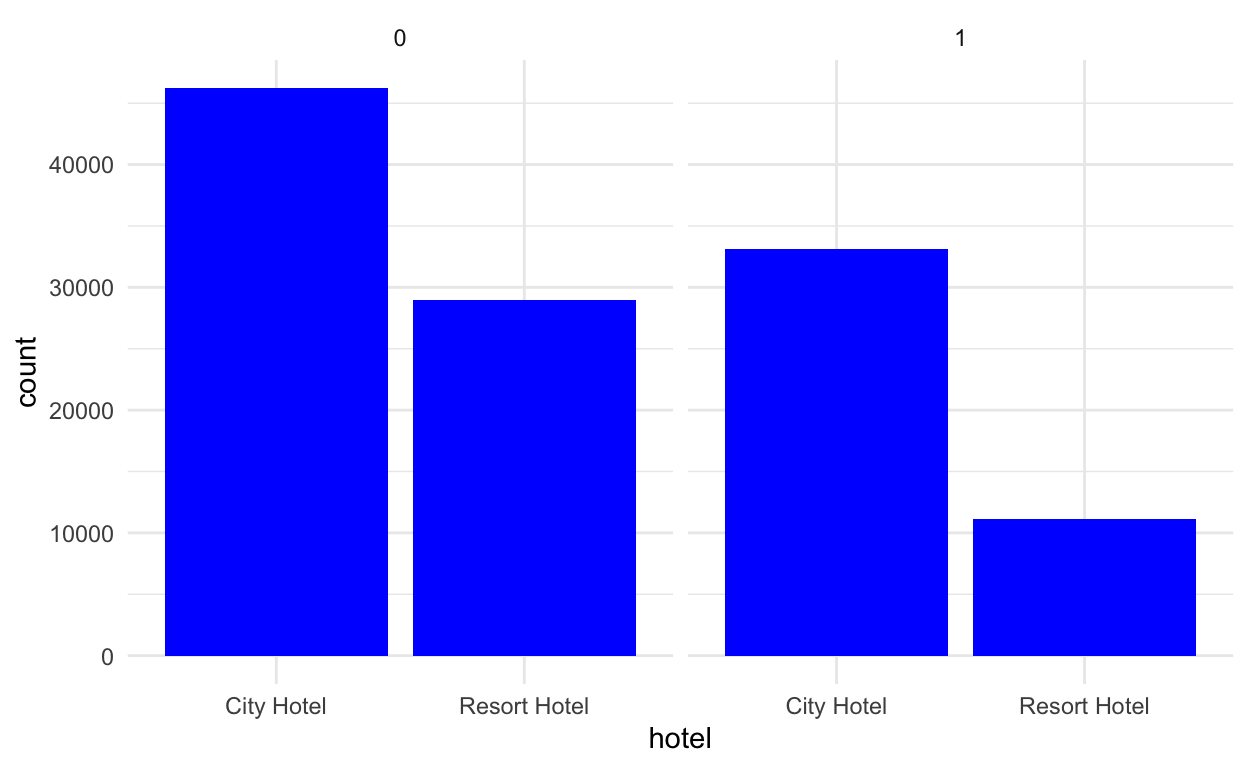 0
1
40000
30000
20000
10000
0
count
City Hotel
Resort Hotel
City Hotel
Resort Hotel
hotel